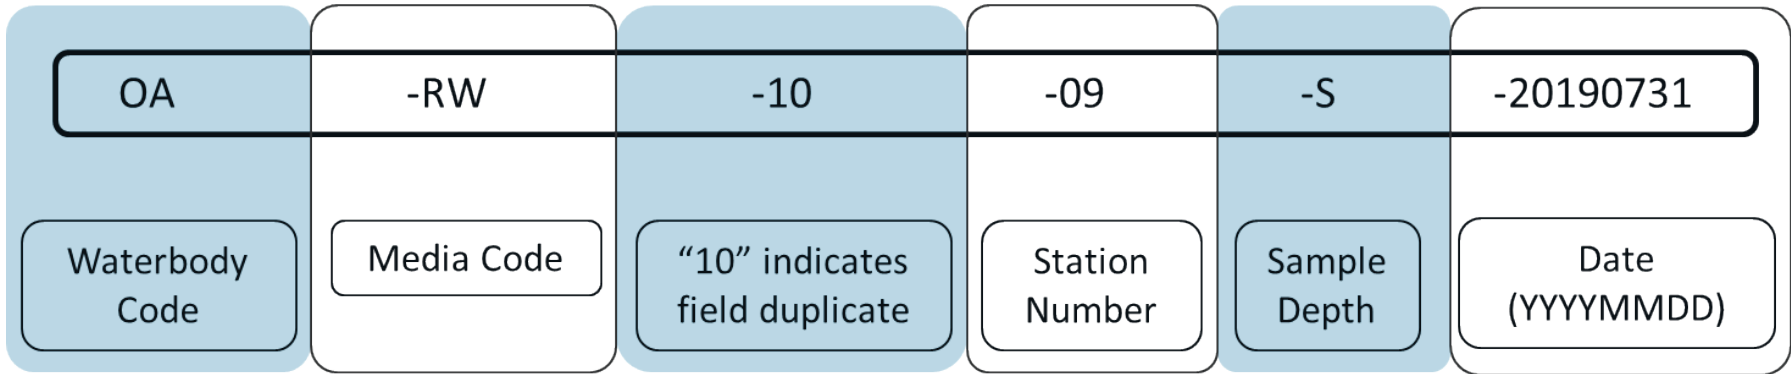 OA -RW -10 -09 -S -20190731
Waterbody
Code
Media Code
“10” indicates
field duplicate
Station
Number
Sample
Depth
Date
(YYYYMMDD)